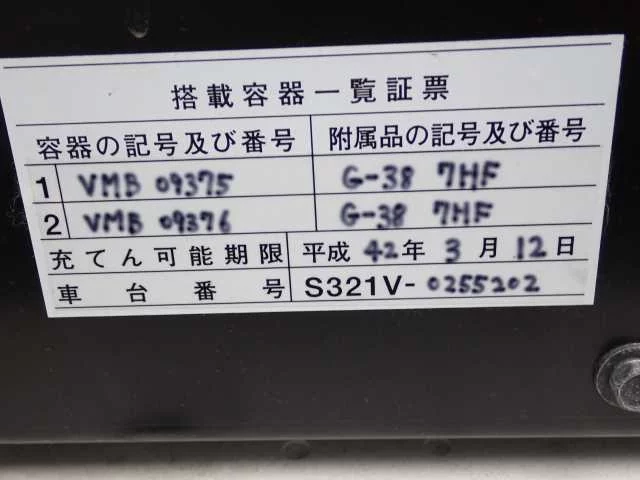 搭載容器一覧証票
容器の記号及び番号 附属品の記号及び番号
1 VMB 09375 G-38 7HF
2 VMB 09376 G-38 7HF
充てん可能期限 平成 42年 3月 12日
車台番号 S321V-0255202